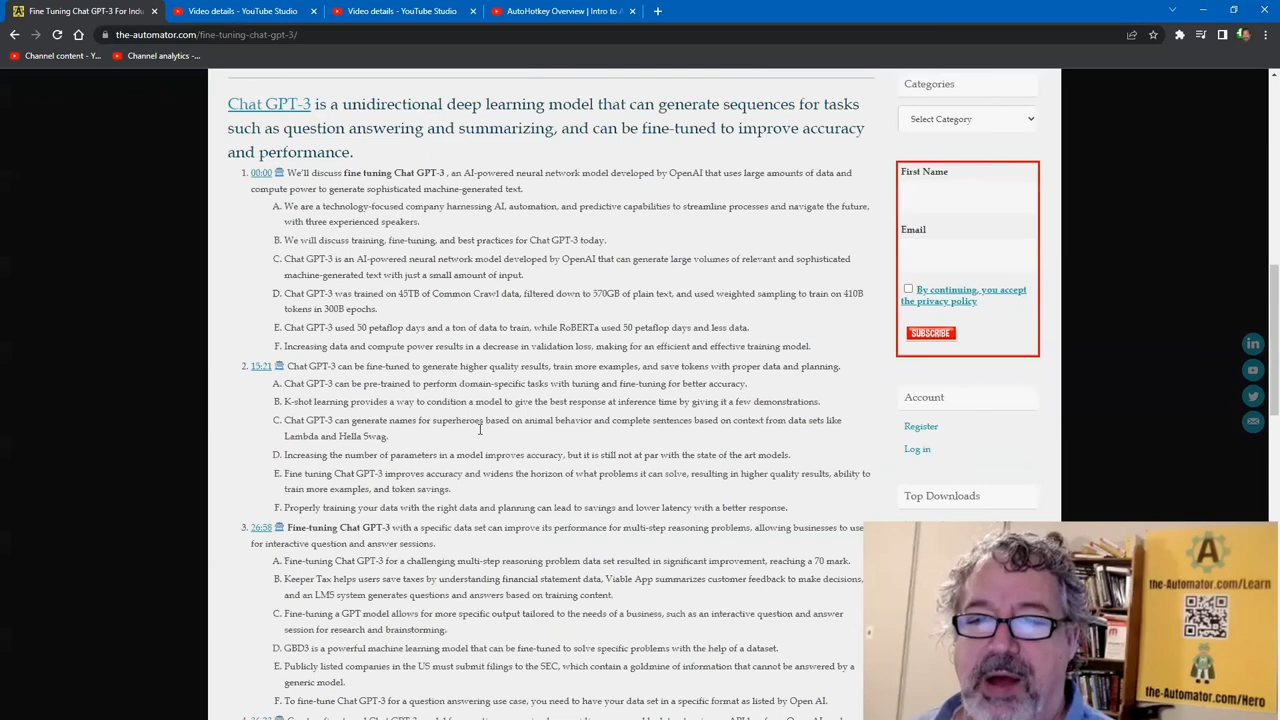 Fine Tuning Chat GPT-3 For Indu
Video details - YouTube Studio
Video details - YouTube Studio
AutoHotkey Overview | Intro to A
the-automator.com/fine-tuning-chat-gpt-3/
Channel content - Y...
Channel analytics -...
Chat GPT-3 is a unidirectional deep learning model that can generate sequences for tasks
such as question answering and summarizing, and can be fine-tuned to improve accuracy
and performance.
1. 00:00 We'll discuss fine tuning Chat GPT-3 , an AI-powered neural network model developed by OpenAI that uses large amounts of data and
compute power to generate sophisticated machine-generated text.
A. We are a technology-focused company harnessing AI, automation, and predictive capabilities to streamline processes and navigate the future,
with three experienced speakers.
B. We will discuss training, fine-tuning, and best practices for Chat GPT-3 today.
C. Chat GPT-3 is an AI-powered neural network model developed by OpenAI that can generate large volumes of relevant and sophisticated
machine-generated text with just a small amount of input.
D. Chat GPT-3 was trained on 45TB of Common Crawl data, filtered down to 570GB of plain text, and used weighted sampling to train on 410B
tokens in 300B epochs.
E. Chat GPT-3 used 50 petaflop days and a ton of data to train, while RoBERTa used 50 petaflop days and less data.
F. Increasing data and compute power results in a decrease in validation loss, making for an efficient and effective training model.
2. 15:21 Chat GPT-3 can be fine-tuned to generate higher quality results, train more examples, and save tokens with proper data and planning.
A. Chat GPT-3 can be pre-trained to perform domain-specific tasks with tuning and fine-tuning for better accuracy.
B. K-shot learning provides a way to condition a model to give the best response at inference time by giving it a few demonstrations.
C. Chat GPT-3 can generate names for superheroes based on animal behavior and complete sentences based on context from data sets like
Lambda and Hella Swag.
D. Increasing the number of parameters in a model improves accuracy, but it is still not at par with the state of the art models.
E. Fine tuning Chat GPT-3 improves accuracy and widens the horizon of what problems it can solve, resulting in higher quality results, ability to
train more examples, and token savings.
F. Properly training your data with the right data and planning can lead to savings and lower latency with a better response.
3. 26:58 Fine-tuning Chat GPT-3 with a specific data set can improve its performance for multi-step reasoning problems, allowing businesses to use
for interactive question and answer sessions.
A. Fine-tuning Chat GPT-3 for a challenging multi-step reasoning problem data set resulted in significant improvement, reaching a 70 mark.
B. Keeper Tax helps users save taxes by understanding financial statement data, Viable App summarizes customer feedback to make decisions,
and an LMS system generates questions and answers based on training content.
C. Fine-tuning a GPT model allows for more specific output tailored to the needs of a business, such as an interactive question and answer
session for research and brainstorming.
D. GBD3 is a powerful machine learning model that can be fine-tuned to solve specific problems with the help of a dataset.
E. Publicly listed companies in the US must submit filings to the SEC, which contain a goldmine of information that cannot be answered by a
generic model.
F. To fine-tune Chat GPT-3 for a question answering use case, you need to have your data set in a specific format as listed by Open AI.
Categories
Select Category
First Name
Email
By continuing, you accept
the privacy policy
SUBSCRIBE
Account
Register
Log in
Top Downloads
the-Automator.com/Learn
the-Automator.com/Hero